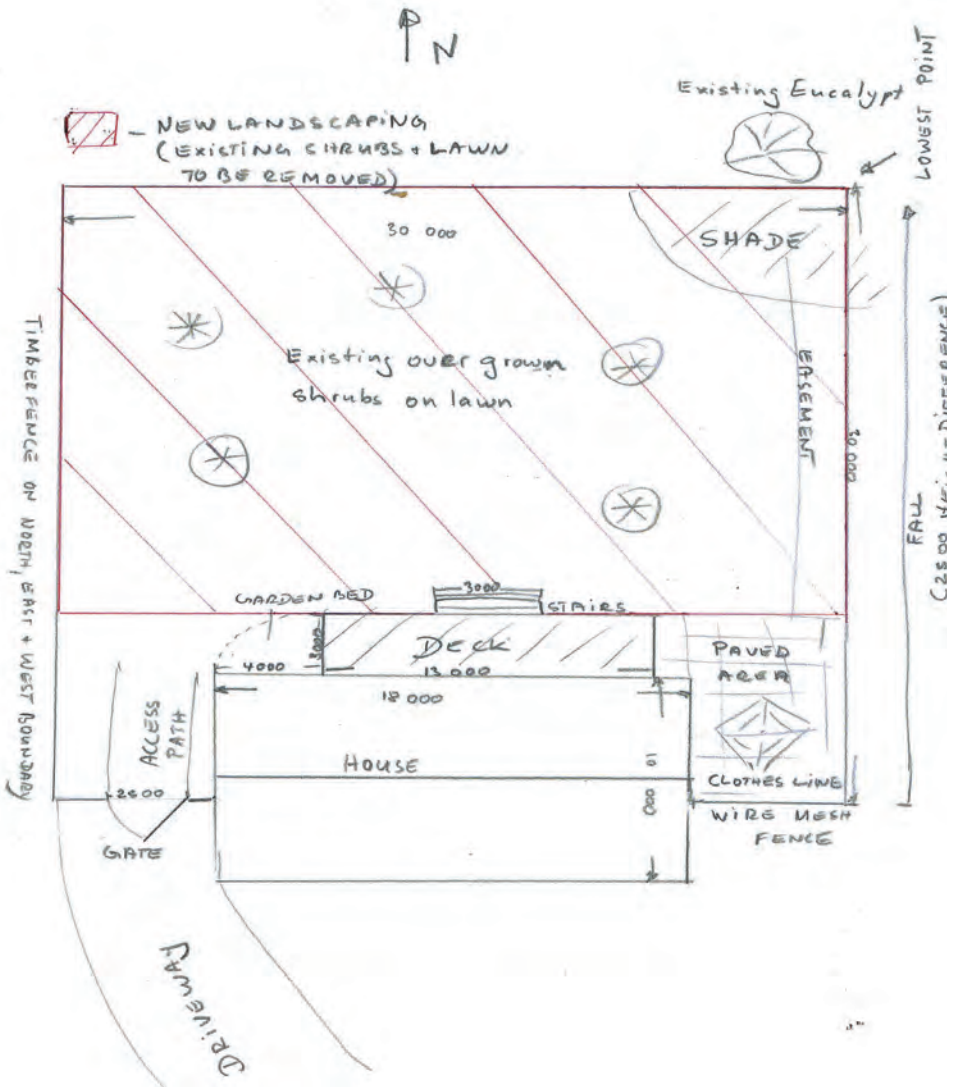 N
Existing Eucalypt
LOWEST POINT
- NEW LANDSCAPING
(EXISTING SHRUBS + LAWN
TO BE REMOVED)
30 000
SHADE
Existing over grown
shrubs on lawn
EASEMENT
20 000
FALL
DIFFERENCE)
TIMBER FENCE ON NORTH, EAST + WEST BOUNDARY
GARDEN BED
3000
STAIRS
4000
DECK
13 000
18 000
PAVED
AREA
ACCESS
PATH
HOUSE
10 000
CLOTHES LINE
WIRE MESH
FENCE
GATE
DRIVEWAY